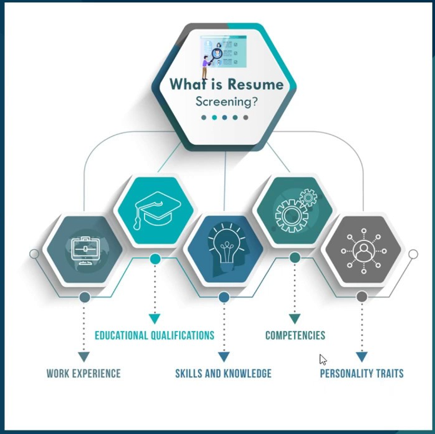 What is Resume
Screening?
EDUCATIONAL QUALIFICATIONS
COMPETENCIES
WORK EXPERIENCE
SKILLS AND KNOWLEDGE
PERSONALITY TRAITS